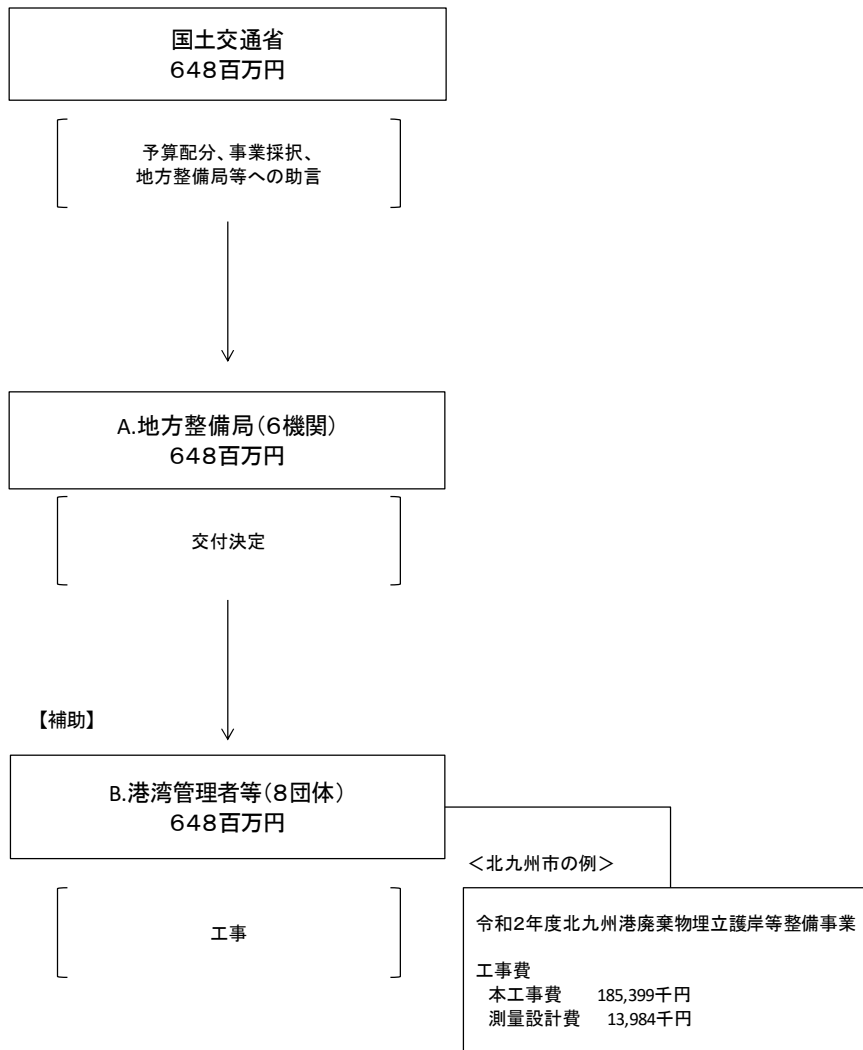 国土交通省
648百万円
予算配分、事業採択、
地方整備局等への助言
A.地方整備局(6機関)
648百万円
交付決定
【補助】
B.港湾管理者等(8団体)
648百万円
<北九州市の例>
工事
令和2年度北九州港廃棄物埋立護岸等整備事業
工事費
本工事費 185,399千円
測量設計費 13,984千円